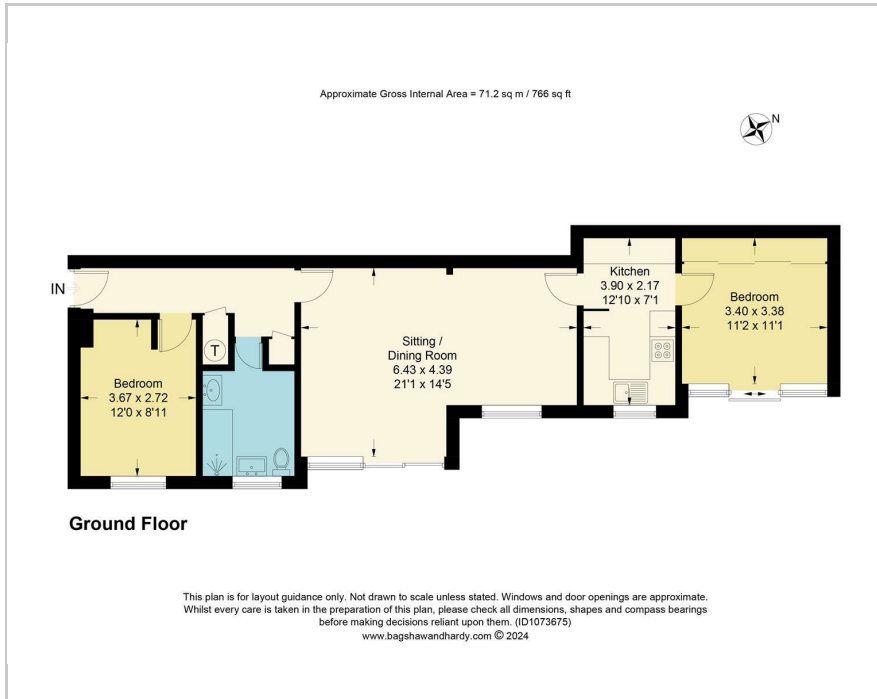 Approximate Gross Internal Area = 71.2 sq m / 766 sq ft
N
IN
Kitchen
3.90 x 2.17
12'10 x 7'1
Bedroom
3.40 x 3.38
11'2 x 11'1
Sitting /
Dining Room
6.43 x 4.39
21'1 x 14'5
T
Bedroom
3.67 x 2.72
12'0 x 8'11
Ground Floor
This plan is for layout guidance only. Not drawn to scale unless stated. Windows and door openings are approximate.
Whilst every care is taken in the preparation of this plan, please check all dimensions, shapes and compass bearings
before making decisions reliant upon them. (ID1073675)
www.bagshawandhardy.com © 2024